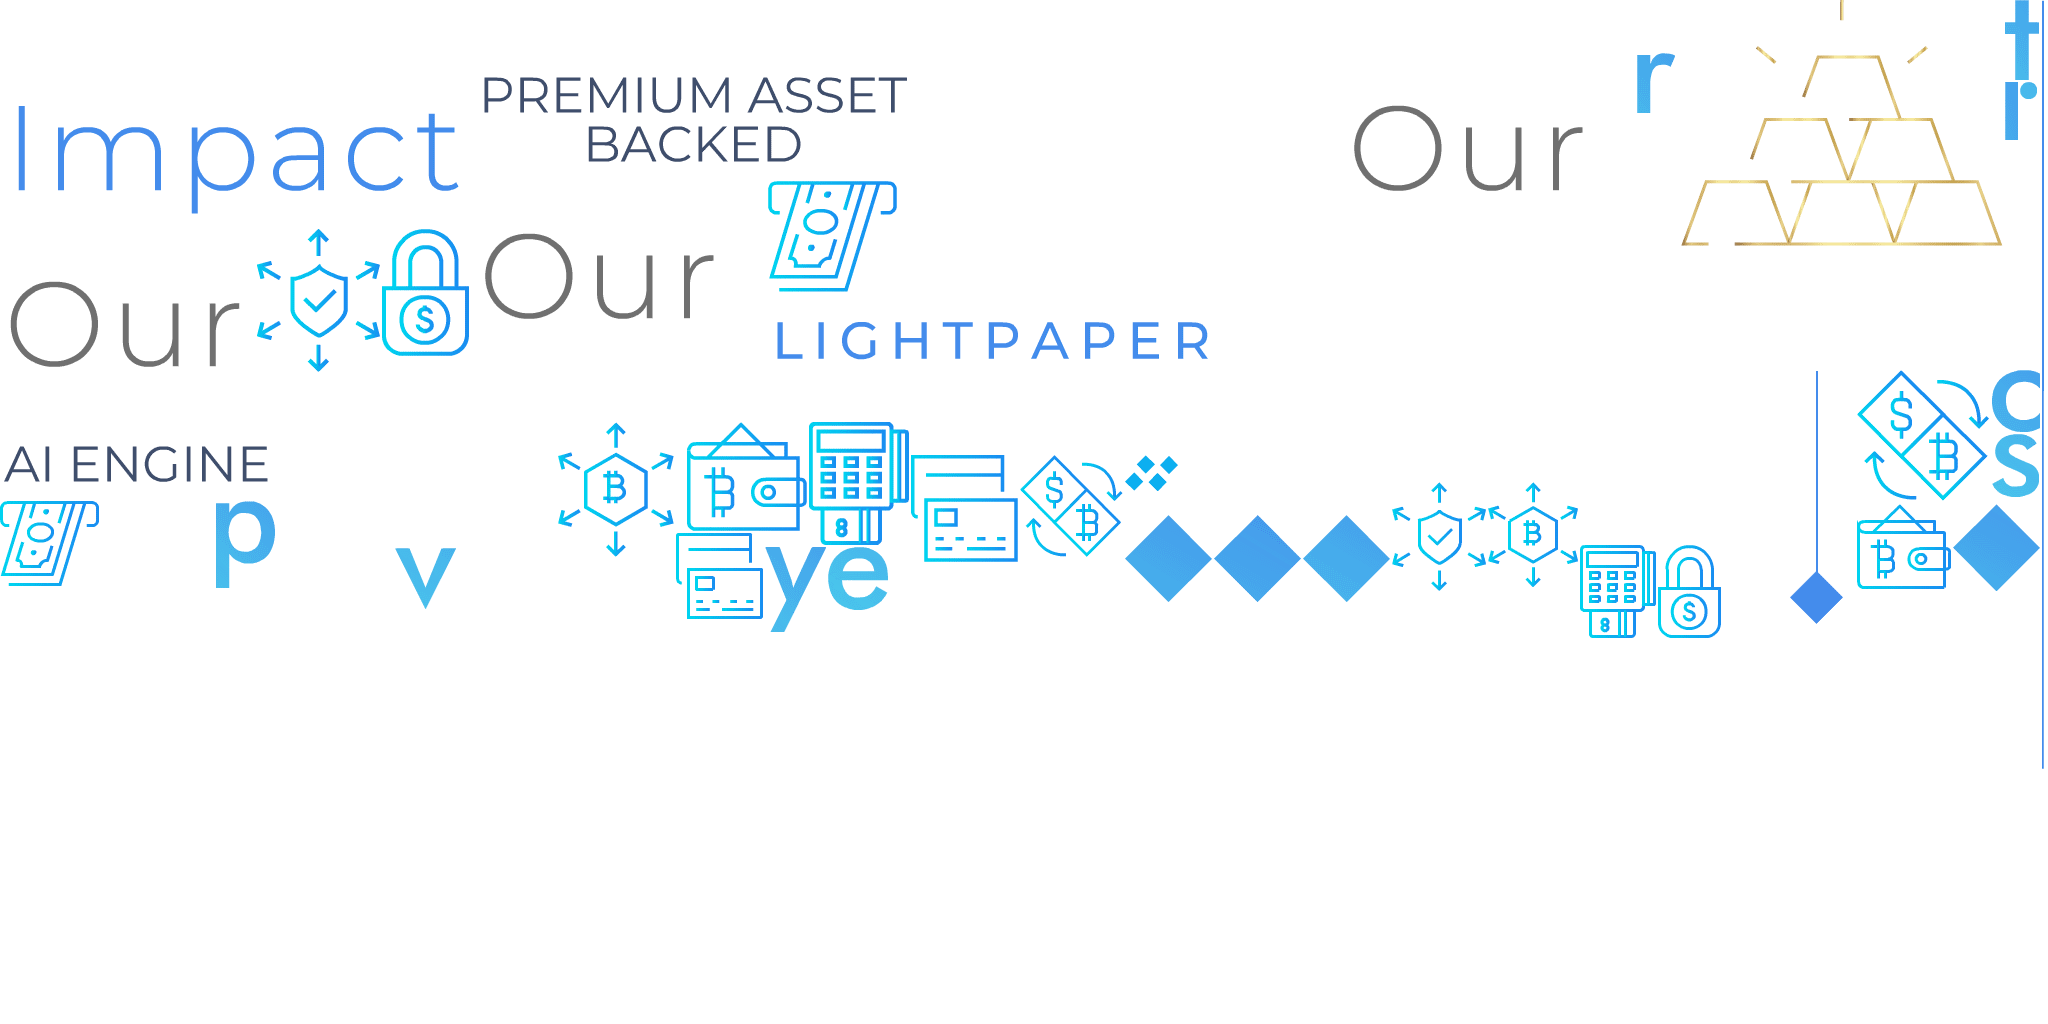 t
r
PREMIUM ASSET
BACKED
Impact
Our
r
Our
Our
LIGHTPAPER
C
s
AI ENGINE
p
v
ye